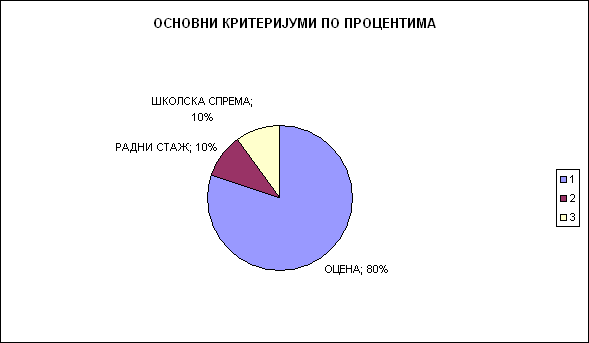 ОСНОВНИ КРИТЕРИЈУМИ ПО ПРОЦЕНТИМА
ШКОЛСКА СПРЕМА;
10%
РАДНИ СТАЖ; 10%
ОЦЕНА; 80%
1
2
3